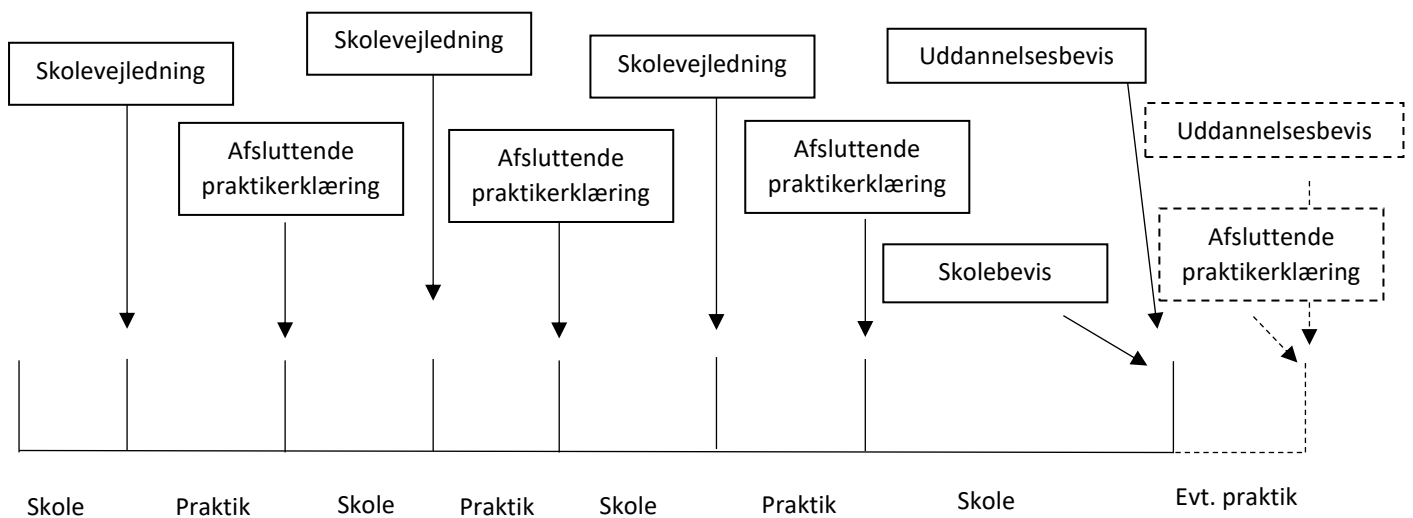 Skolevejledning
Skolevejledning
Skolevejledning
Uddannelsesbevis
Uddannelsesbevis
Afsluttende
praktikerklæring
Afsluttende
praktikerklæring
Afsluttende
praktikerklæring
Skolebevis
Afsluttende
praktikerklæring
Skole
Praktik
Skole
Praktik
Skole
Praktik
Skole
Evt. praktik